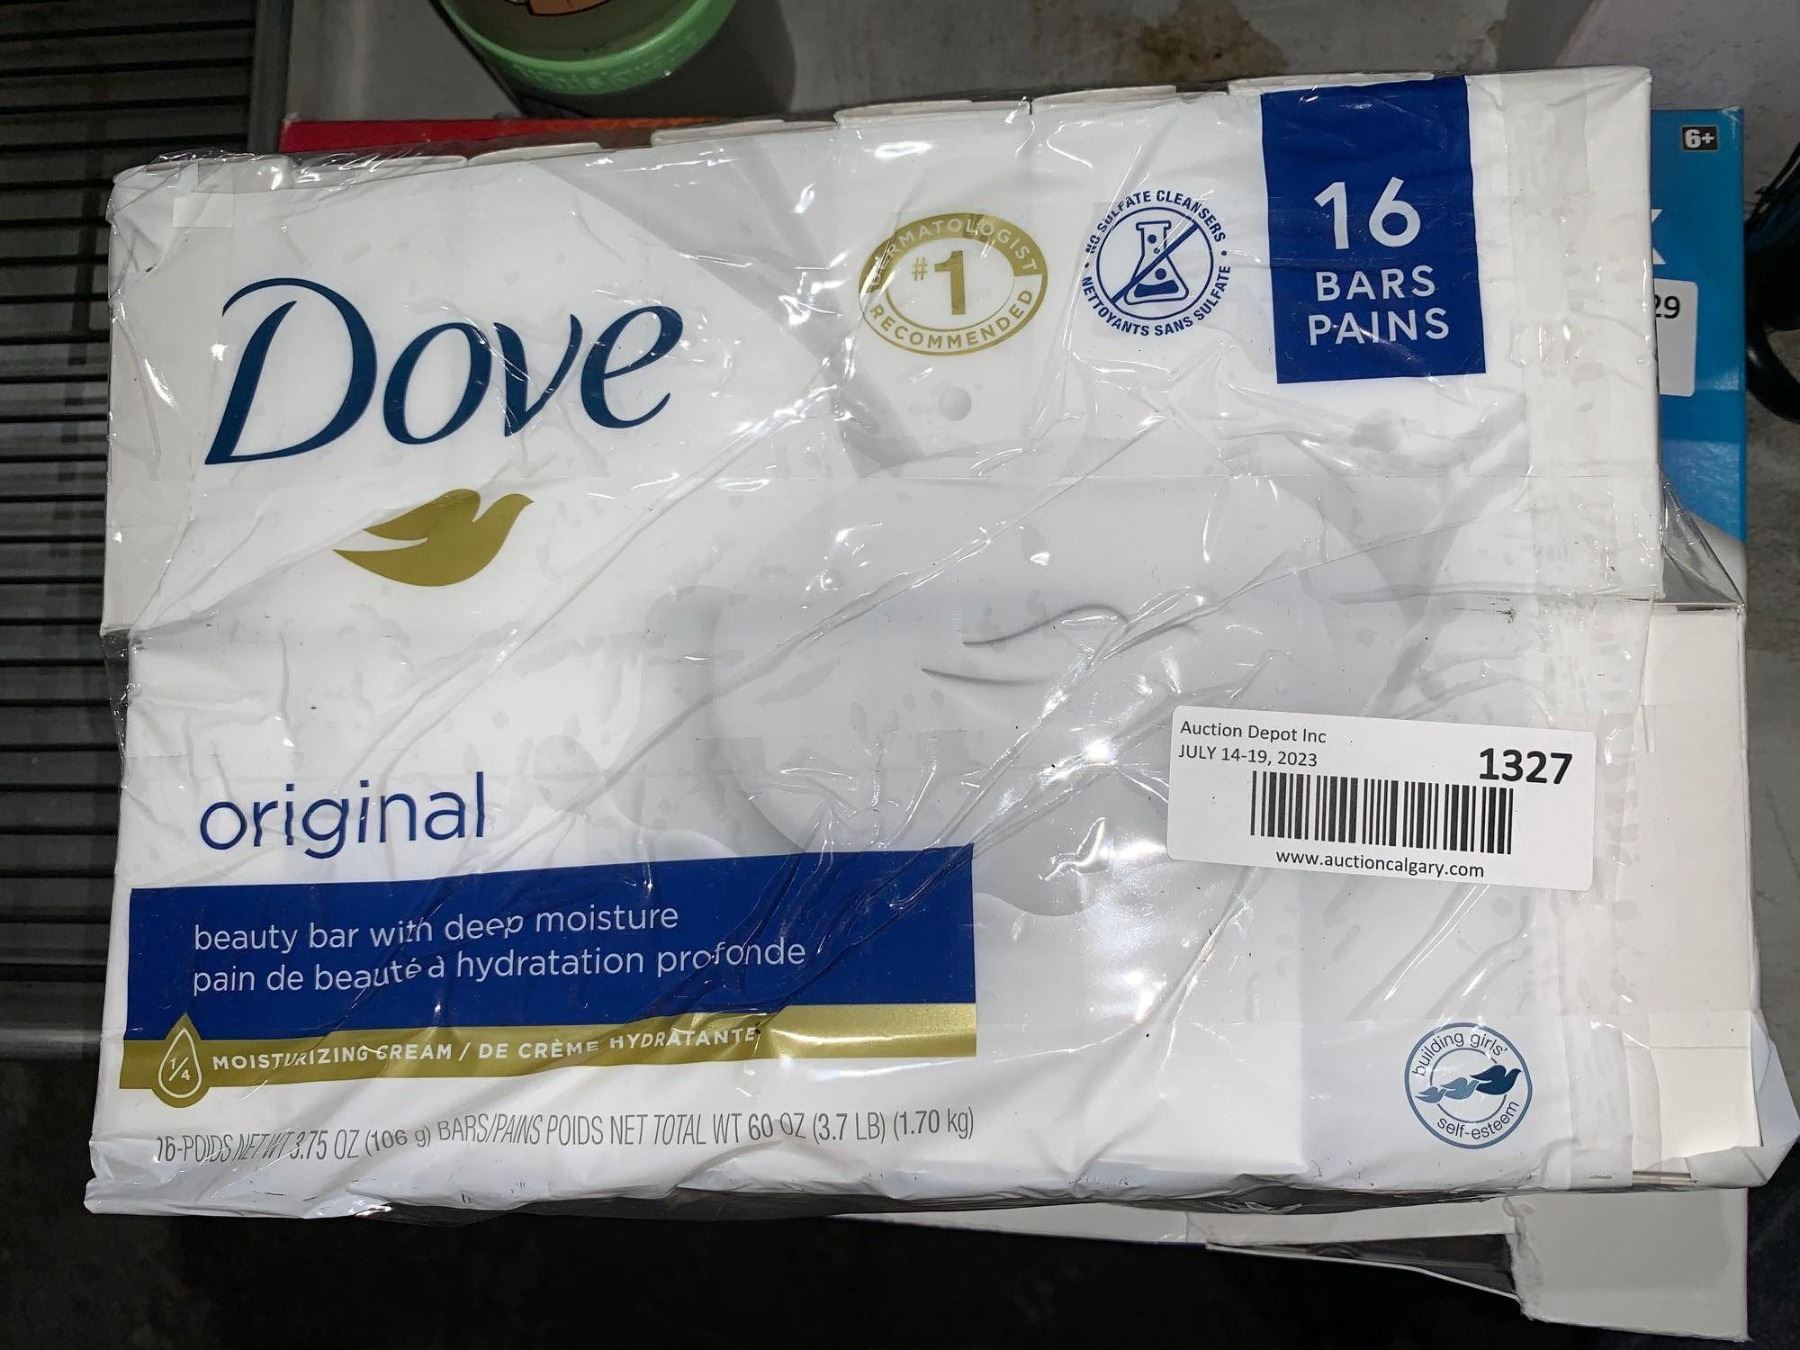 6+
DERMATOLOGIST
#1
RECOMMENDED
NO SULFATE CLEANSERS
NETTOYANTS SANS SULFATE
16
BARS
PAINS
29
Dove
original
beauty bar with deep moisture
pain de beauté à hydratation profonde
1/4 MOISTURIZING CREAM / DE CRÈME HYDRATANTE
16-POIDS NET WT 3.75 OZ (106 g) BARS/PAINS POIDS NET TOTAL WT 60 OZ (3.7 LB) (1.70 kg)
Auction Depot Inc
JULY 14-19, 2023
1327
www.auctioncalgary.com
building girls'
self-esteem